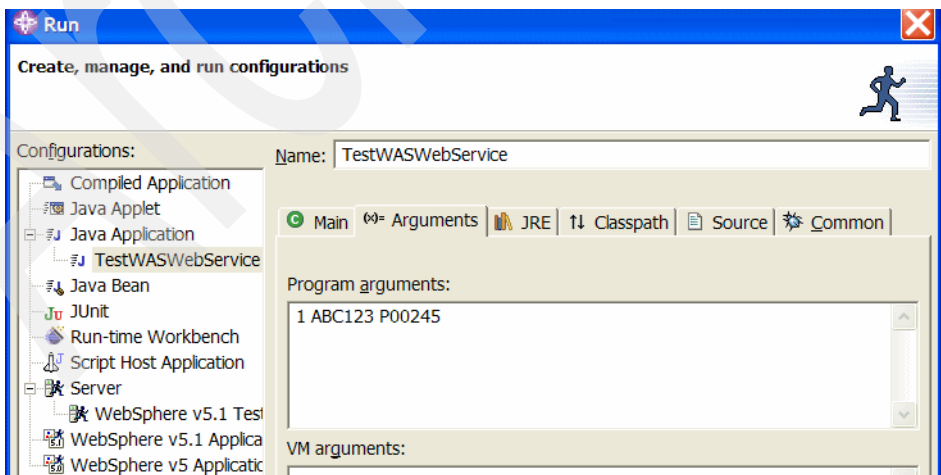 Run
Create, manage, and run configurations
Configurations:
Name: TestWASWebService
Compiled Application
Java Applet
Java Application
TestWASWebService
Java Bean
Ju JUnit
Run-time Workbench
Script Host Application
Server
WebSphere v5.1 Test
WebSphere v5.1 Applica
WebSphere v5 Applicatic
Main
(x)= Arguments
JRE
Classpath
Source
Common
Program arguments:
1 ABC123 P00245
VM arguments: